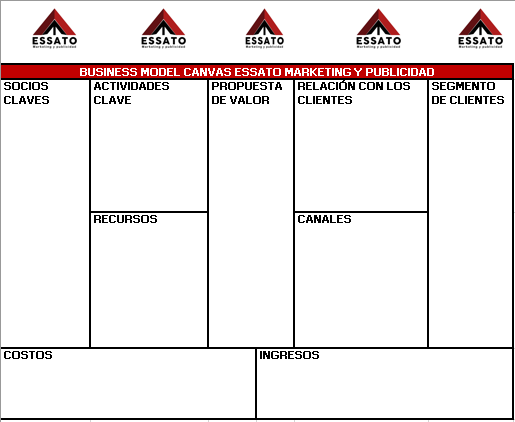 ESSATO
Marketing y publicidad
ESSATO
Marketing y publicidad
ESSATO
Marketing y publicidad
ESSATO
Marketing y publicidad
ESSATO
Marketing y publicidad
BUSINESS MODEL CANVAS ESSATO MARKETING Y PUBLICIDAD
SOCIOS
CLAVES
ACTIVIDADES
CLAVE
PROPUESTA
DE VALOR
RELACIÓN CON LOS
CLIENTES
SEGMENTO
DE CLIENTES
RECURSOS
CANALES
COSTOS
INGRESOS